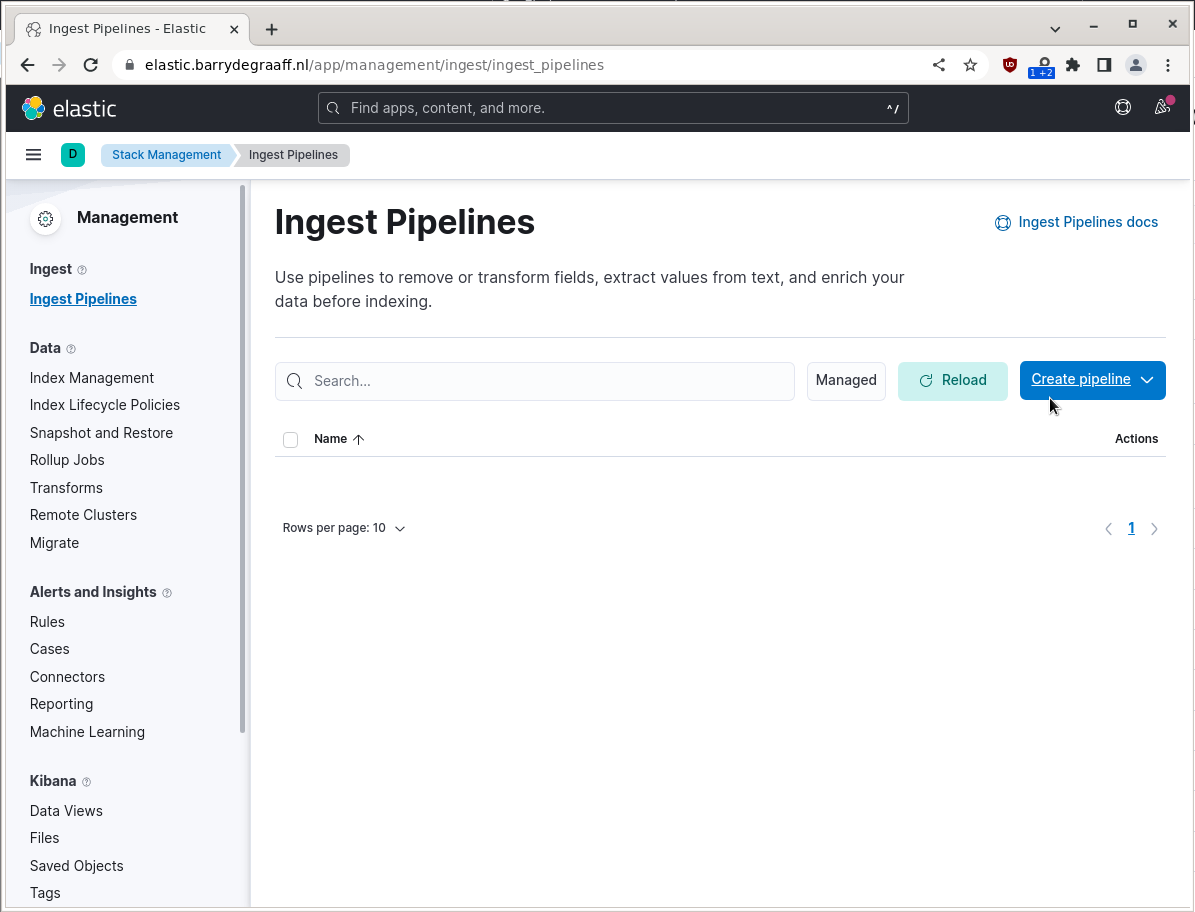 Ingest Pipelines - Elastic
elastic.barrydegraaff.nl/app/management/ingest/ingest_pipelines
1 +2
elastic
Find apps, content, and more.
^/
D
Stack Management
Ingest Pipelines
Management
Ingest
Ingest Pipelines
Data
Index Management
Index Lifecycle Policies
Snapshot and Restore
Rollup Jobs
Transforms
Remote Clusters
Migrate
Alerts and Insights
Rules
Cases
Connectors
Reporting
Machine Learning
Kibana
Data Views
Files
Saved Objects
Tags
Ingest Pipelines
Ingest Pipelines docs
Use pipelines to remove or transform fields, extract values from text, and enrich your
data before indexing.
Search...
Managed
Reload
Create pipeline
Name
Actions
Rows per page: 10
1